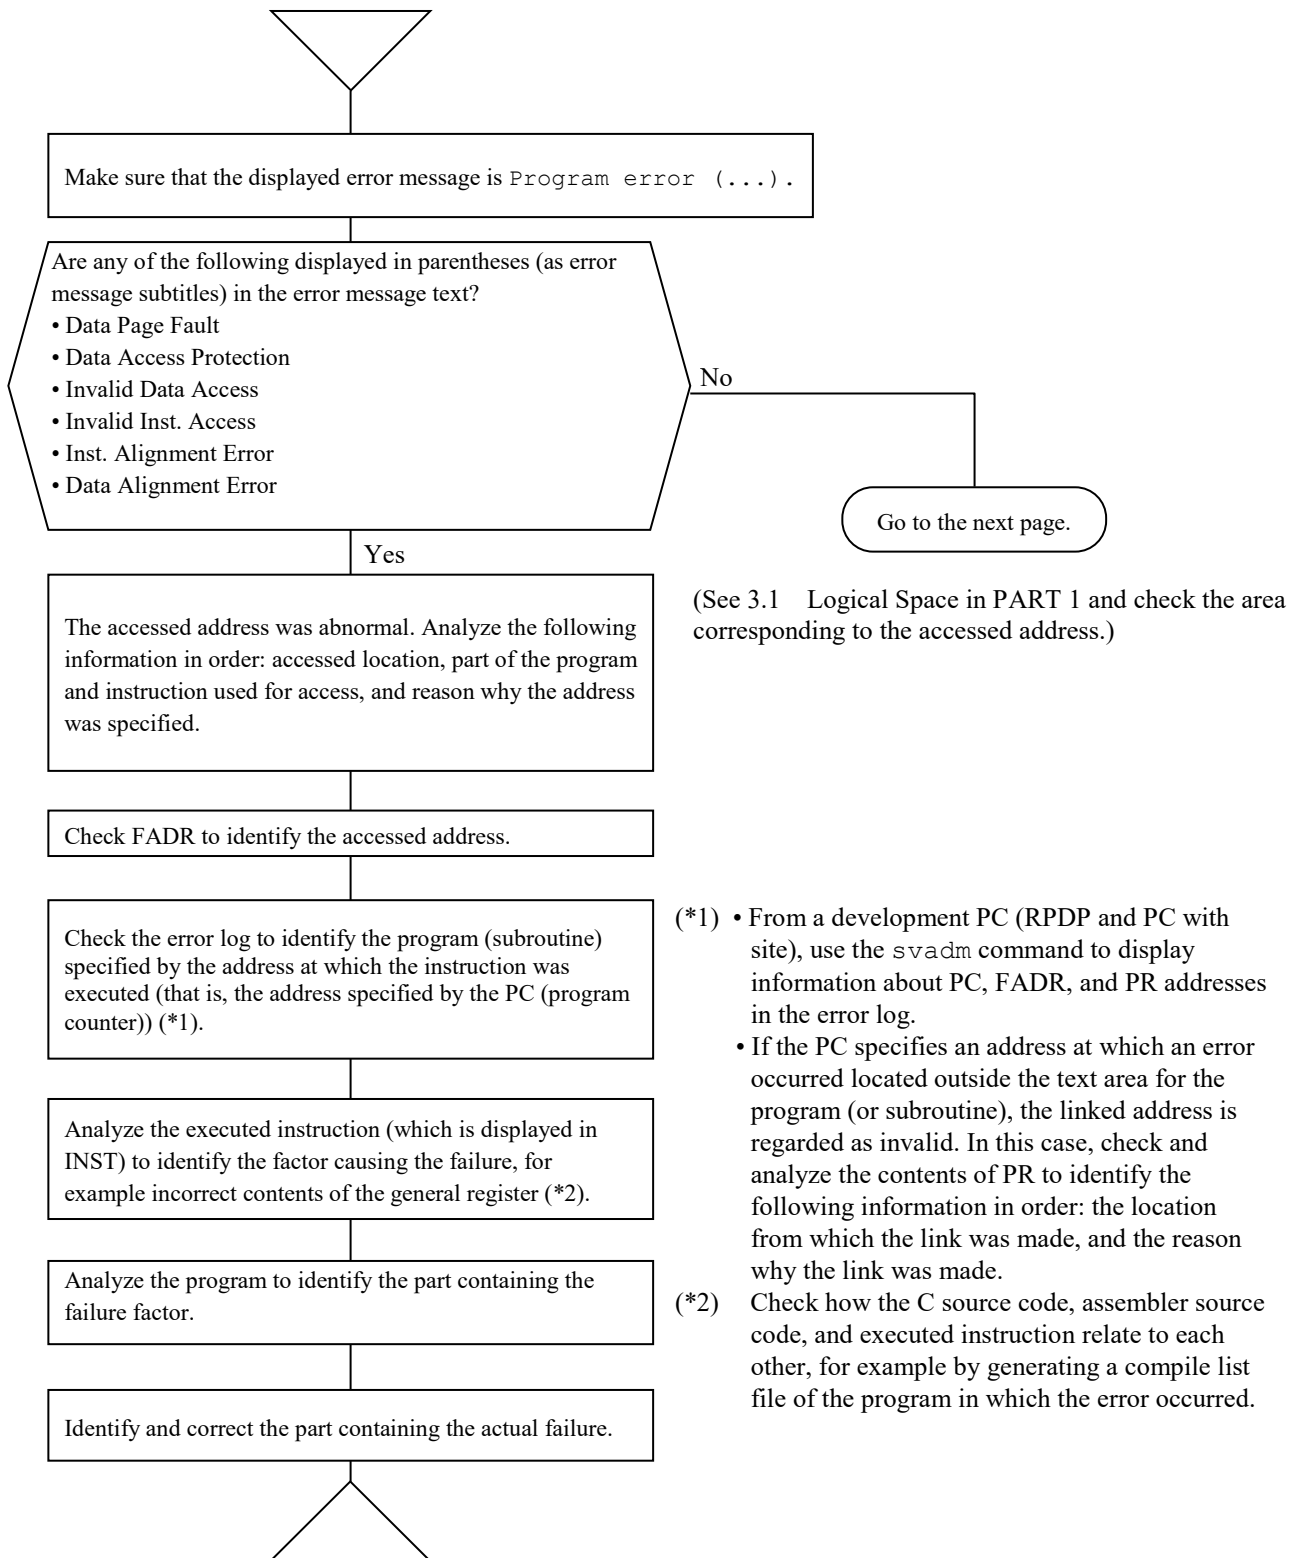 Make sure that the displayed error message is Program error (...).
Are any of the following displayed in parentheses (as error
message subtitles) in the error message text?
• Data Page Fault
• Data Access Protection
• Invalid Data Access
• Invalid Inst. Access
• Inst. Alignment Error
• Data Alignment Error
No
Go to the next page.
Yes
The accessed address was abnormal. Analyze the following
information in order: accessed location, part of the program
and instruction used for access, and reason why the address
was specified.
(See 3.1 Logical Space in PART 1 and check the area
corresponding to the accessed address.)
Check FADR to identify the accessed address.
Check the error log to identify the program (subroutine)
specified by the address at which the instruction was
executed (that is, the address specified by the PC (program
counter)) (*1).
Analyze the executed instruction (which is displayed in
INST) to identify the factor causing the failure, for
example incorrect contents of the general register (*2).
Analyze the program to identify the part containing the
failure factor.
Identify and correct the part containing the actual failure.
(*1) • From a development PC (RPDP and PC with
site), use the svadm command to display
information about PC, FADR, and PR addresses
in the error log.
• If the PC specifies an address at which an error
occurred located outside the text area for the
program (or subroutine), the linked address is
regarded as invalid. In this case, check and
analyze the contents of PR to identify the
following information in order: the location
from which the link was made, and the reason
why the link was made.
(*2) Check how the C source code, assembler source
code, and executed instruction relate to each
other, for example by generating a compile list
file of the program in which the error occurred.